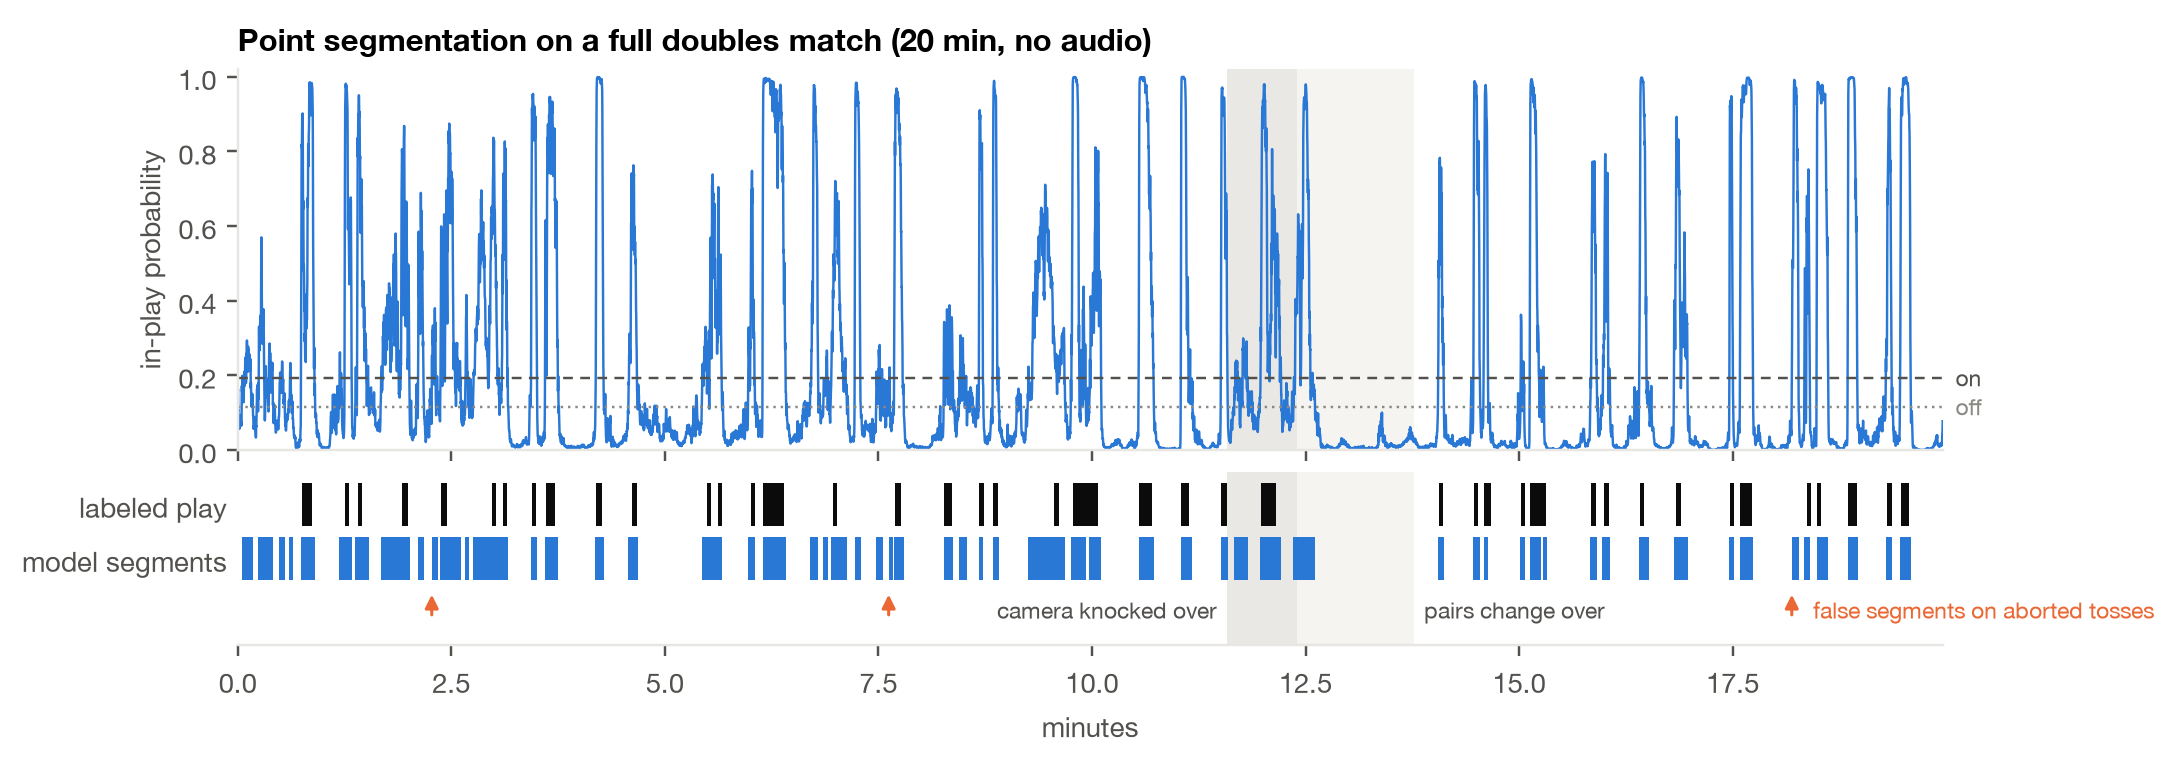 Point segmentation on a full doubles match (20 min, no audio)
1.0
0.8
0.6
0.4
0.2
0.0
in-play probability
on
off
labeled play
model segments
camera knocked over
pairs change over
false segments on aborted tosses
0.0 2.5 5.0 7.5 10.0 12.5 15.0 17.5
minutes